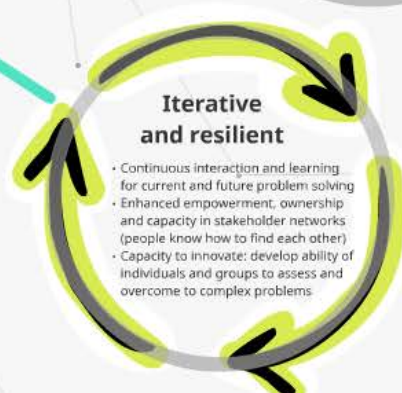 Iterative
and resilient
• Continuous interaction and learning
for current and future problem solving
• Enhanced empowerment, ownership
and capacity in stakeholder networks
(people know how to find each other)
• Capacity to innovate: develop ability of
individuals and groups to assess and
overcome to complex problems